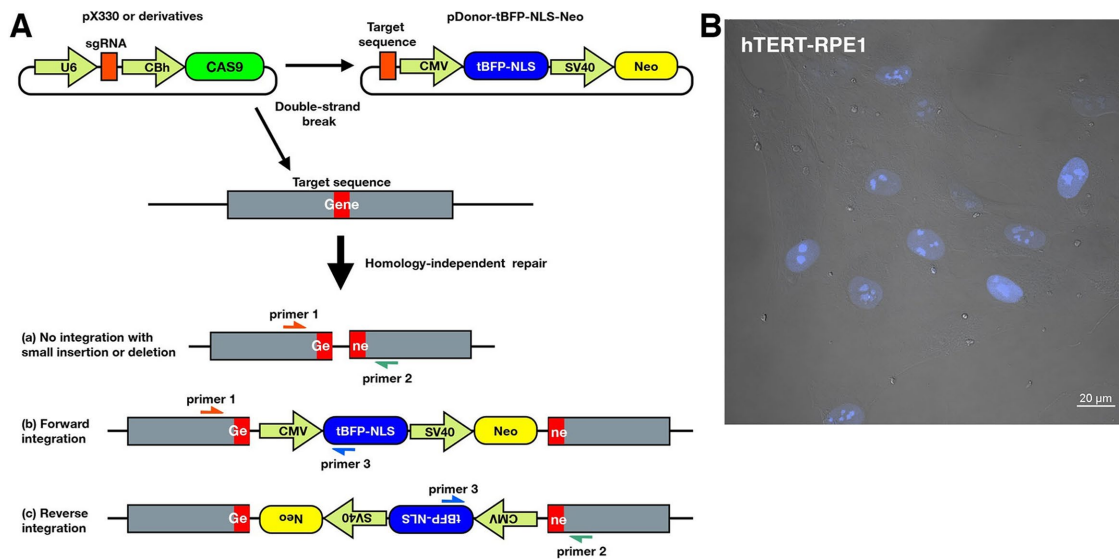 A
pX330 or derivatives
sgRNA
U6
CBh
CAS9
pDonor-tBFP-NLS-Neo
Target
sequence
CMV
tBFP-NLS
SV40
Neo
Double-strand
break
Target sequence
Gene
Homology-independent repair
(a) No integration with
small insertion or deletion
primer 1
Ge
ne
primer 2
(b) Forward
integration
primer 1
Ge
CMV
tBFP-NLS
SV40
Neo
ne
primer 3
(c) Reverse
integration
Ge
Neo
SV40
tBFP-NLS
primer 3
CMV
ne
primer 2
B
hTERT-RPE1
20 µm